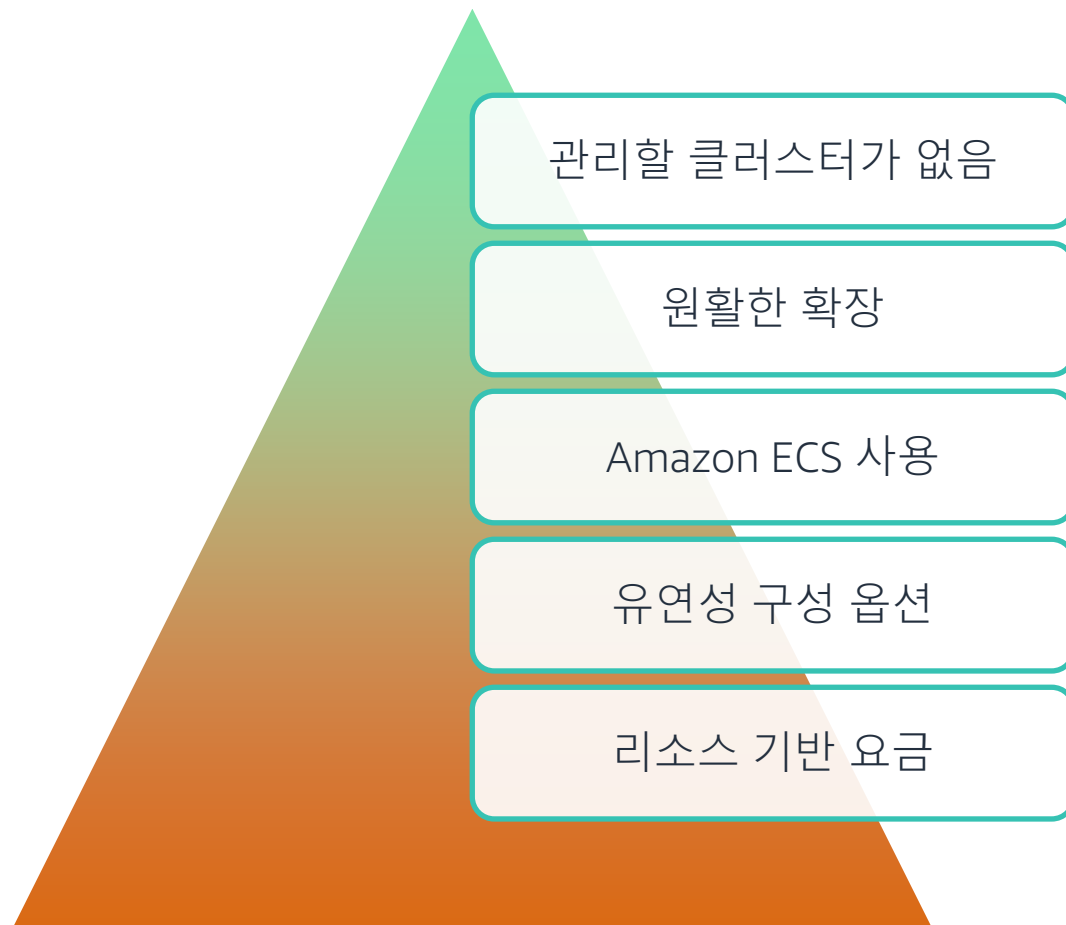 관리할 클러스터가 없음
원활한 확장
Amazon ECS 사용
유연성 구성 옵션
리소스 기반 요금